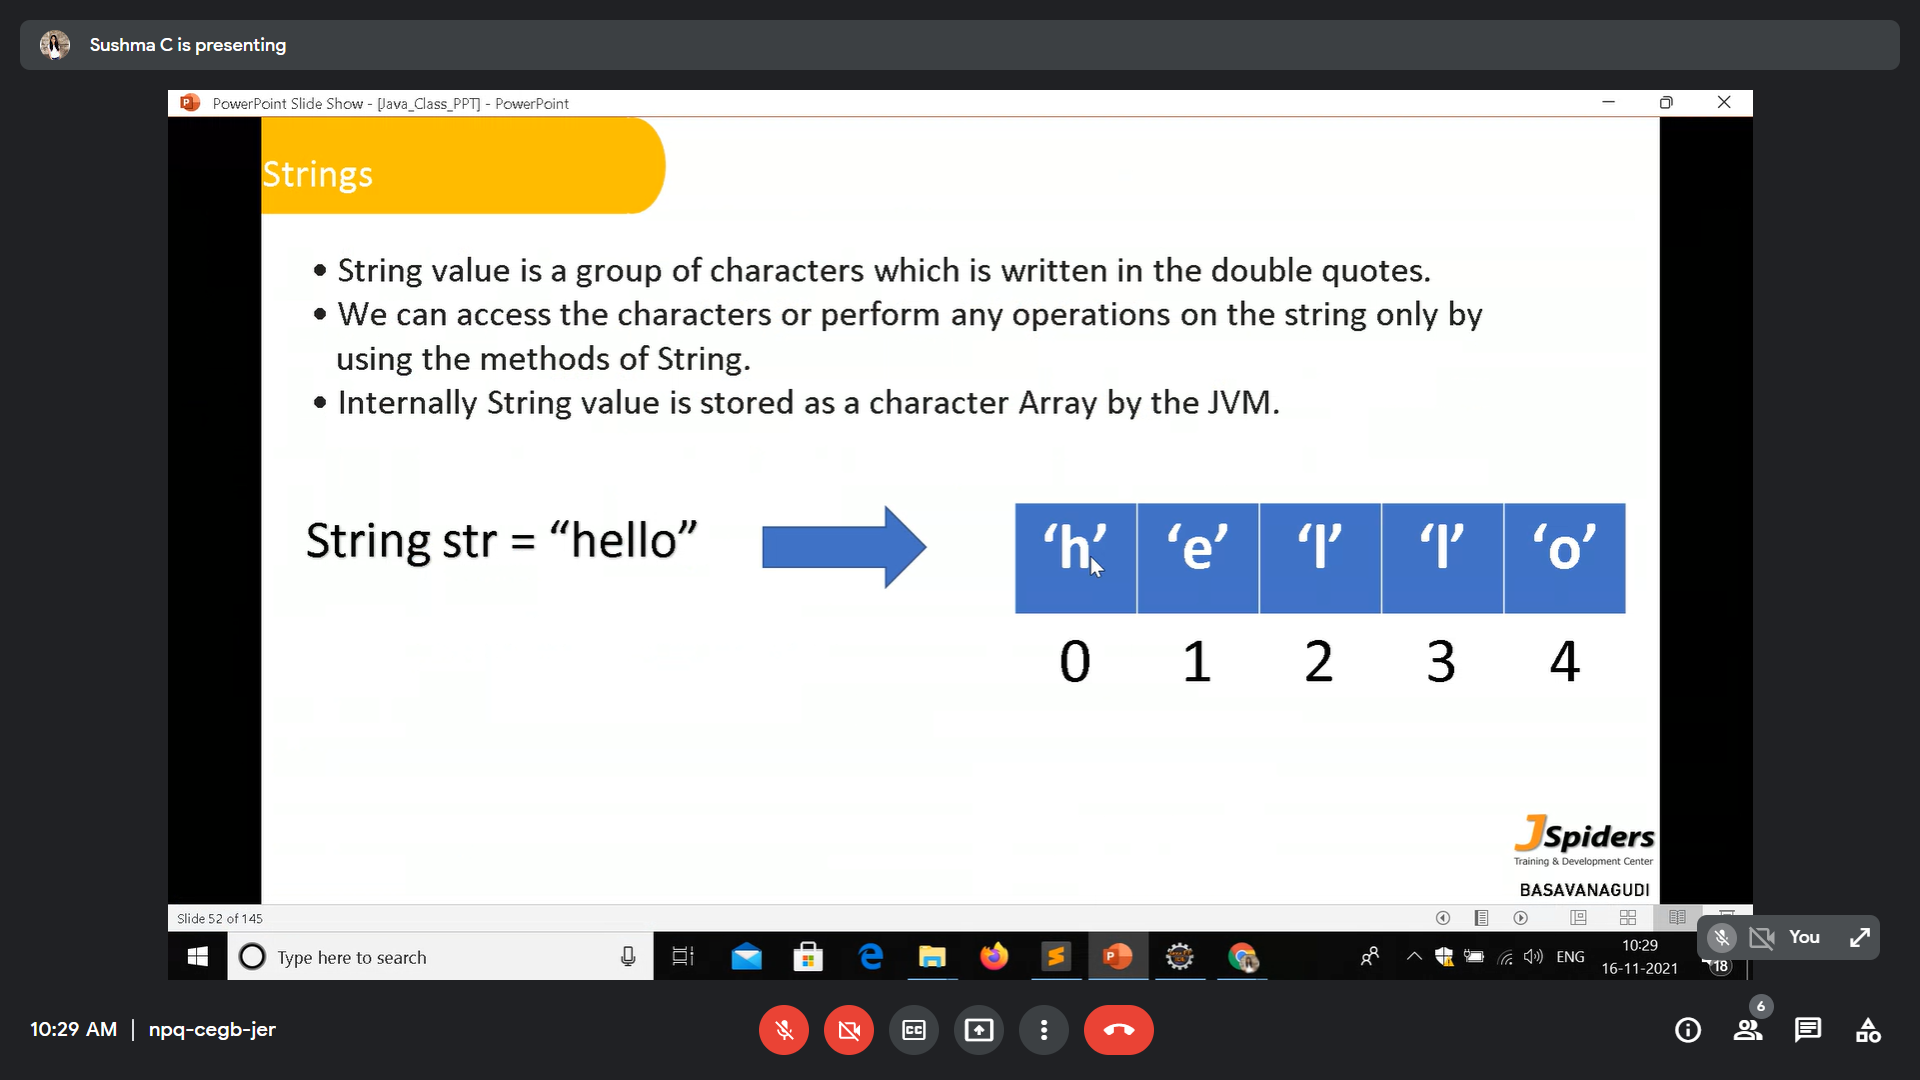 Sushma C is presenting
PowerPoint Slide Show - [Java_Class_PPT] - PowerPoint
Strings
• String value is a group of characters which is written in the double quotes.
• We can access the characters or perform any operations on the string only by
using the methods of String.
• Internally String value is stored as a character Array by the JVM.
String str = “hello”
‘h’ ‘e’ ‘l’ ‘l’ ‘o’
0 1 2 3 4
JSpiders
Training & Development Center
BASAVANAGUDI
Slide 52 of 145
Type here to search
ENG
10:29
16-11-2021
18
You
10:29 AM | npq-cegb-jer
CC
6